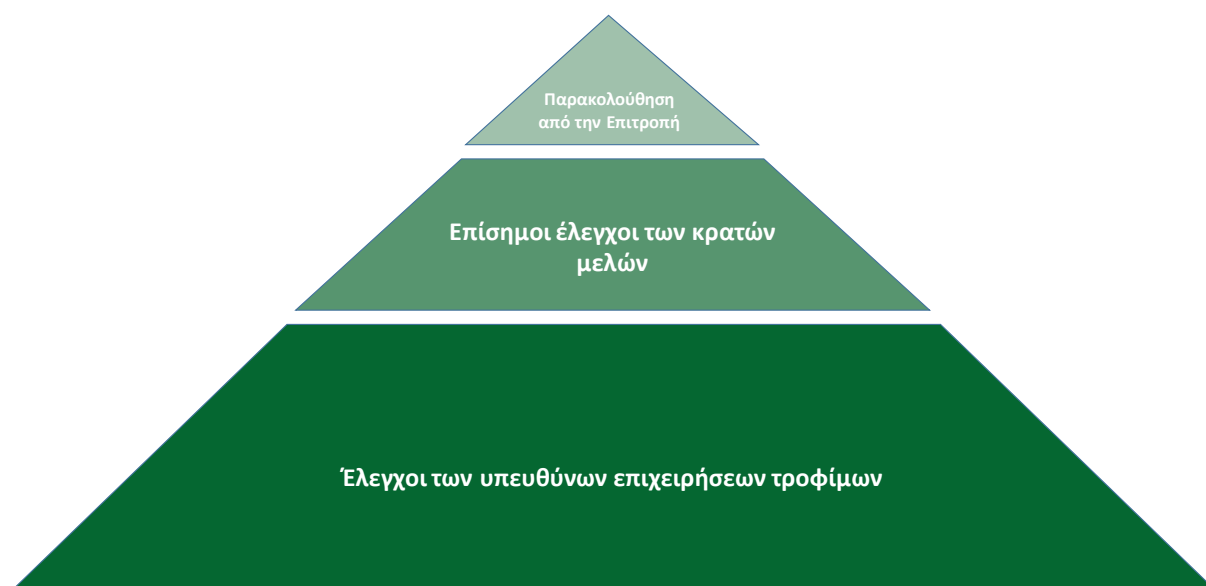 Παρακολούθηση
από την Επιτροπή
Επίσημοι έλεγχοι των κρατών
μελών
Έλεγχοι των υπευθύνων επιχειρήσεων τροφίμων